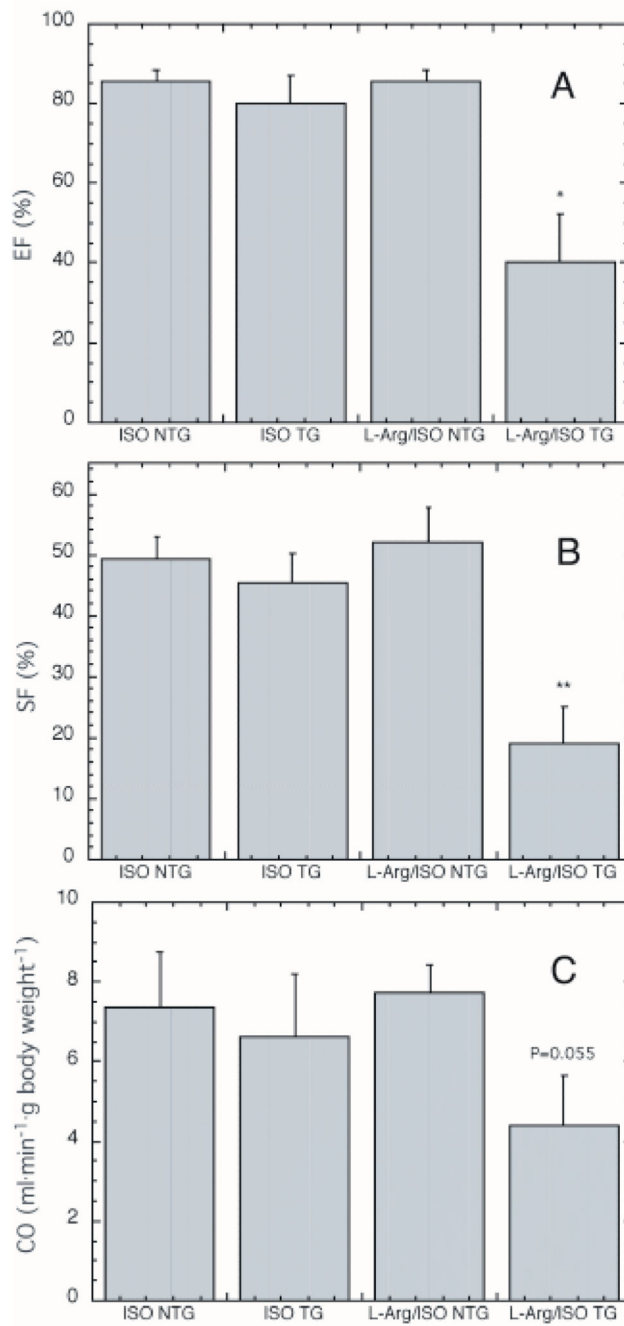 100
80
60
40
20
0
EF (%)
A
*
ISO NTG ISO TG L-Arg/ISO NTG L-Arg/ISO TG
60
50
40
30
20
10
0
SF (%)
B
**
ISO NTG ISO TG L-Arg/ISO NTG L-Arg/ISO TG
10
8
6
4
2
0
CO (ml·min⁻¹·g body weight⁻¹)
C
P=0.055
ISO NTG ISO TG L-Arg/ISO NTG L-Arg/ISO TG